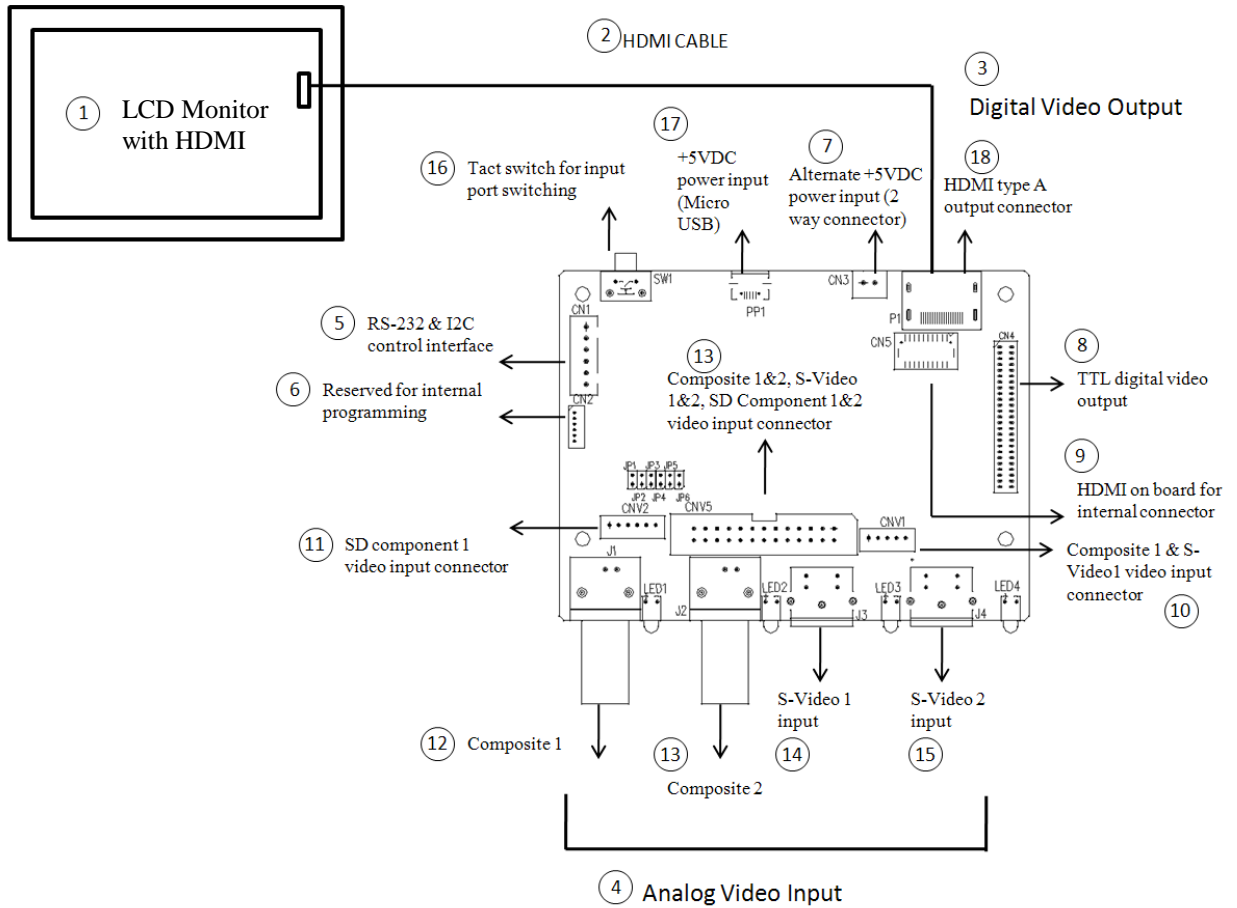 1
LCD Monitor
with HDMI
2
HDMI CABLE
3
Digital Video Output
16
Tact switch for input
port switching
17
+5VDC
power input
(Micro
USB)
7
Alternate +5VDC
power input (2
way connector)
18
HDMI type A
output connector
SW1
PP1
CN3
P1
CN5
CN4
CN1
5
RS-232 & I2C
control interface
6
Reserved for internal
programming
CN2
13
Composite 1&2, S-Video
1&2, SD Component 1&2
video input connector
8
TTL digital video
output
9
HDMI on board for
internal connector
JP1 JP3 JP5
JP2 JP4 JP6
CNV2
CNV5
CNV1
11
SD component 1
video input connector
Composite 1 & S-
Video1 video input
connector
10
J1
J2
LED1
LED2
J3
LED3
J4
LED4
S-Video 1
input
14
S-Video 2
input
15
12
Composite 1
13
Composite 2
4
Analog Video Input